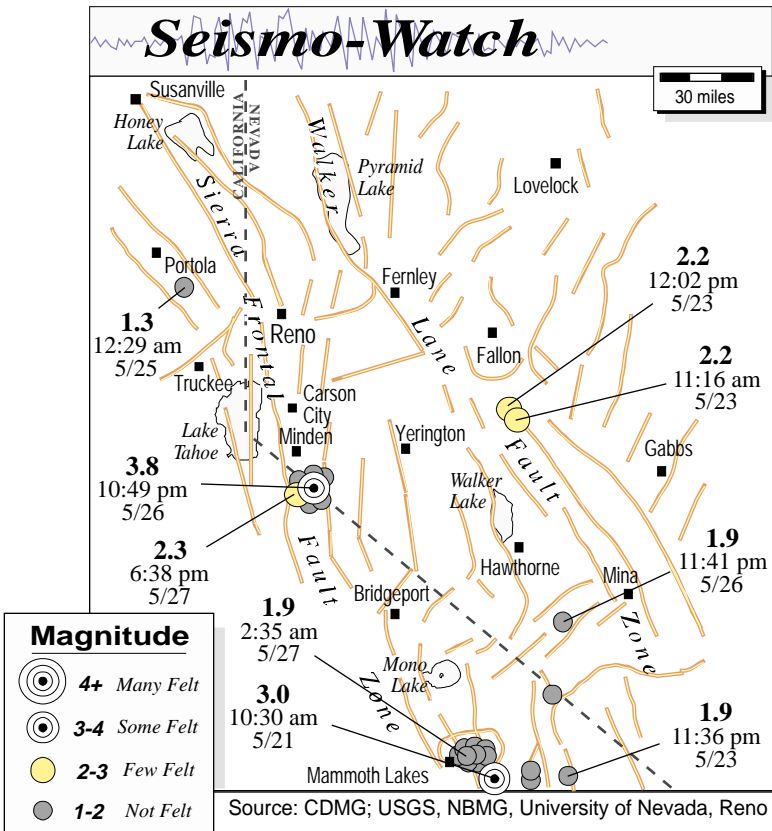 Seismo-Watch
30 miles
Susanville
Honey
Lake
CALIFORNIA
NEVADA
Walker
Pyramid
Lake
Lovelock
Sierra
Portola
Fernley
2.2
12:02 pm
5/23
1.3
12:29 am
5/25
Frontal
Reno
Lane
Fallon
2.2
11:16 am
5/23
Truckee
Carson
City
Lake
Tahoe
Minden
Yerington
Gabbs
3.8
10:49 pm
5/26
Walker
Lake
Fault
2.3
6:38 pm
5/27
Fault
Hawthorne
Mina
1.9
11:41 pm
5/26
Bridgeport
1.9
2:35 am
5/27
Zone
Mono
Lake
Zone
3.0
10:30 am
5/21
1.9
11:36 pm
5/23
Mammoth Lakes
Magnitude
4+ Many Felt
3-4 Some Felt
2-3 Few Felt
1-2 Not Felt
Source: CDMG; USGS, NBMG, University of Nevada, Reno